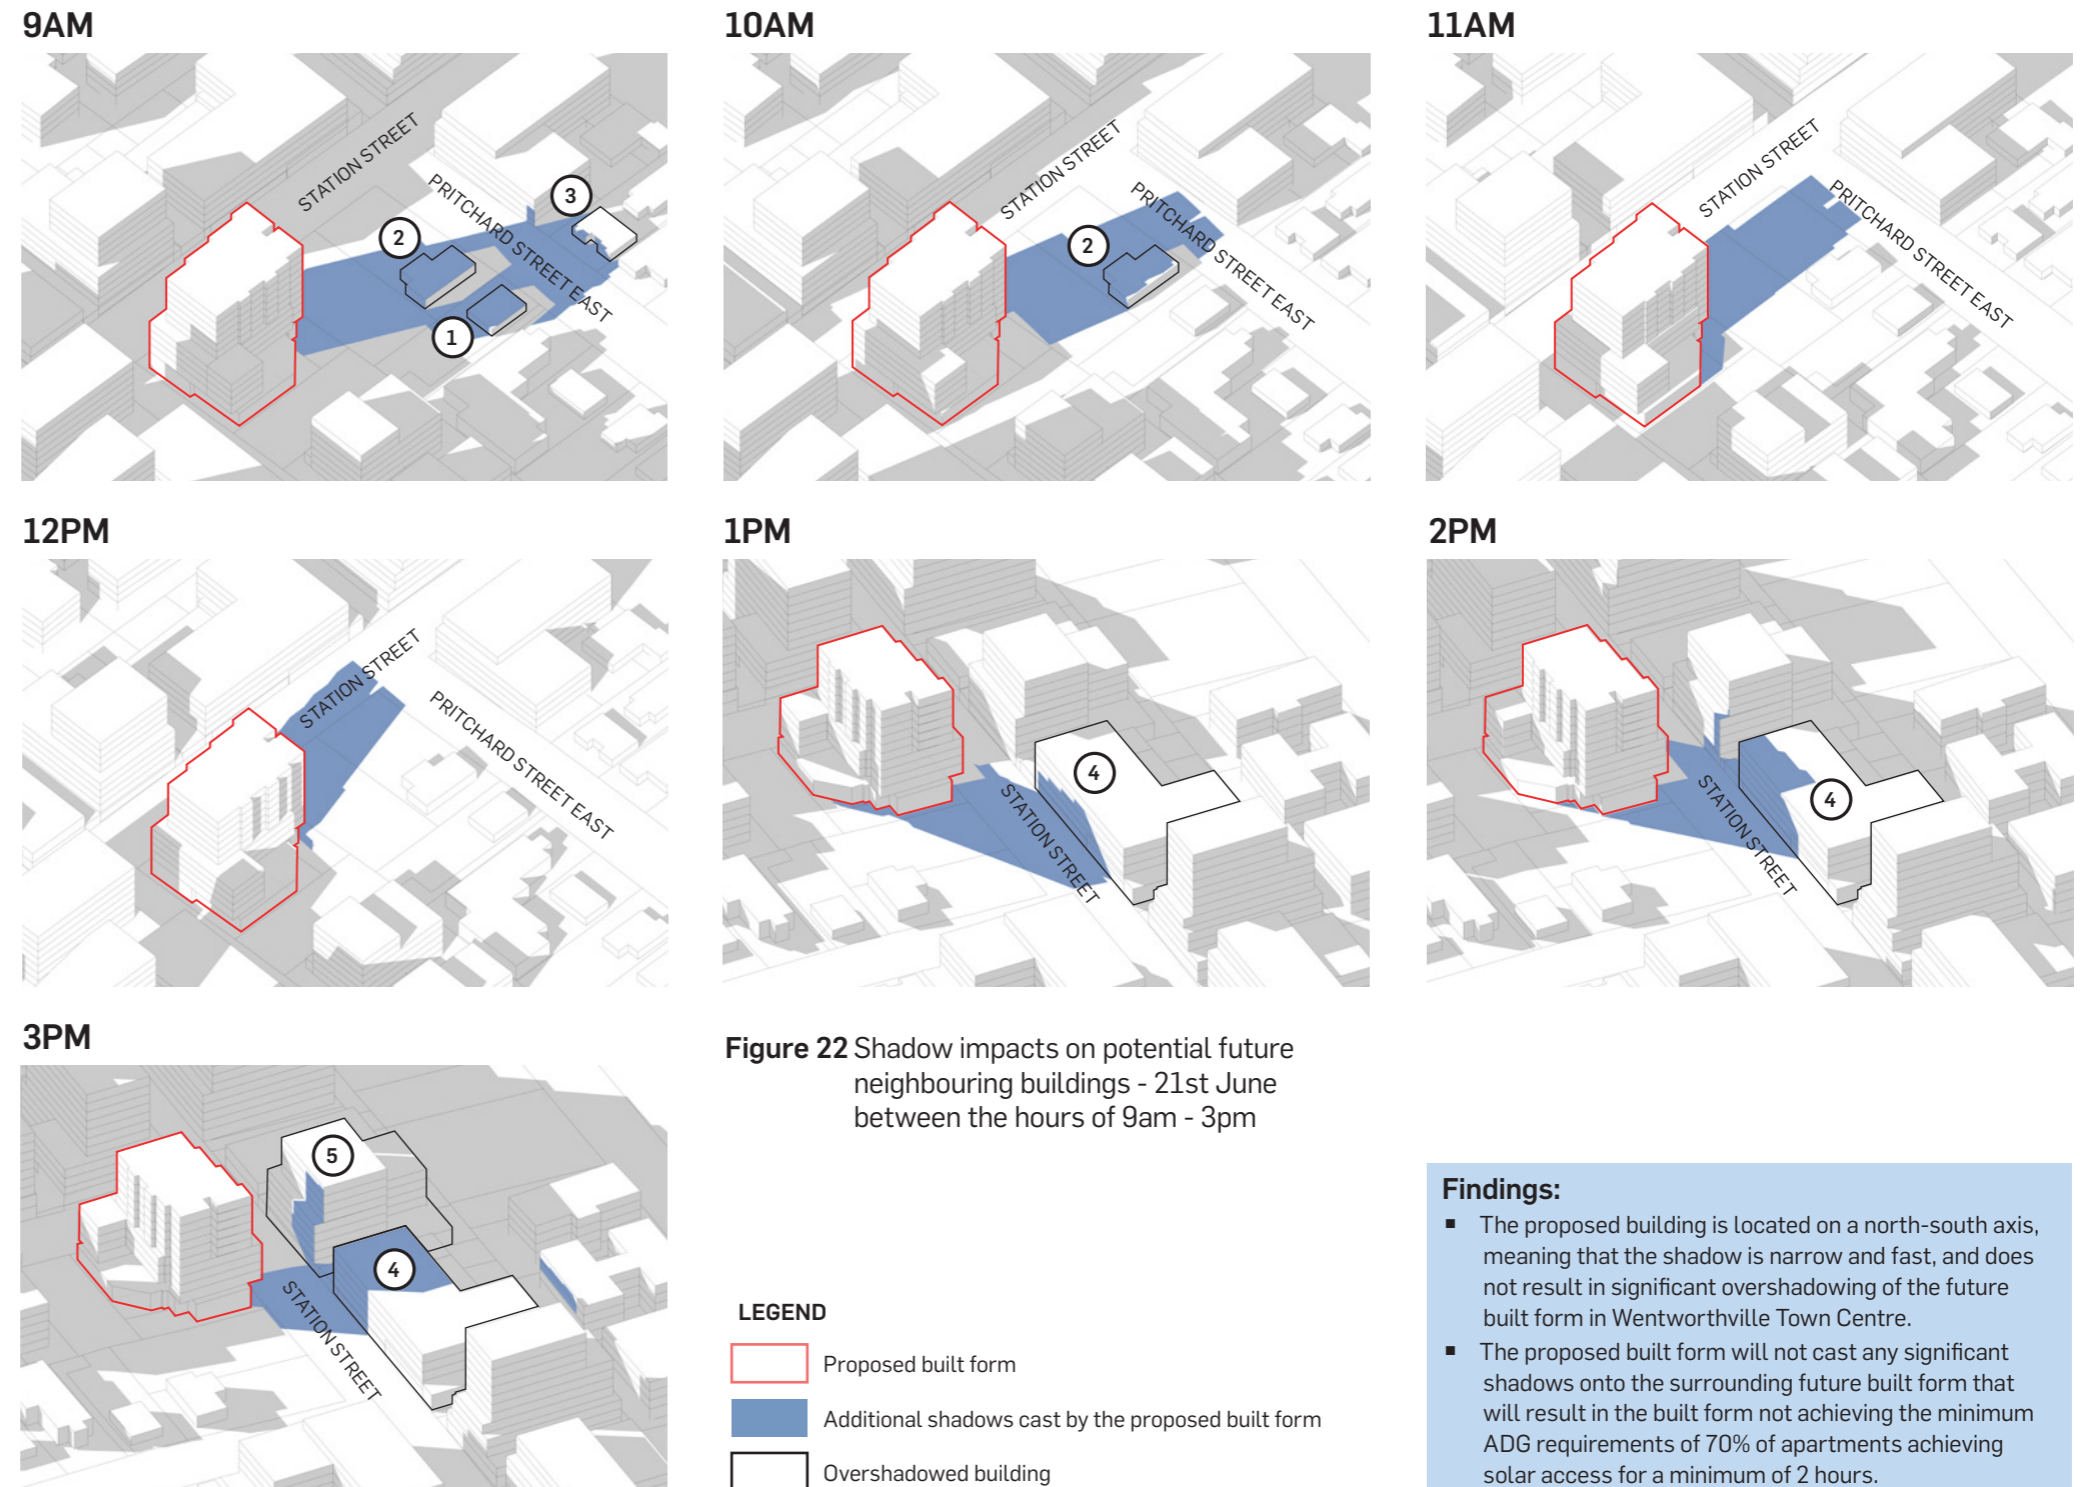 9AM
STATION STREET
PRITCHARD STREET EAST
3
2
1
10AM
STATION STREET
PRITCHARD STREET EAST
2
11AM
STATION STREET
PRITCHARD STREET EAST
12PM
STATION STREET
PRITCHARD STREET EAST
1PM
4
STATION STREET
2PM
4
STATION STREET
3PM
5
4
STATION STREET
Figure 22 Shadow impacts on potential future
neighbouring buildings - 21st June
between the hours of 9am - 3pm
LEGEND
Proposed built form
Additional shadows cast by the proposed built form
Overshadowed building
Findings:
▪ The proposed building is located on a north-south axis,
meaning that the shadow is narrow and fast, and does
not result in significant overshadowing of the future
built form in Wentworthville Town Centre.
▪ The proposed built form will not cast any significant
shadows onto the surrounding future built form that
will result in the built form not achieving the minimum
ADG requirements of 70% of apartments achieving
solar access for a minimum of 2 hours.